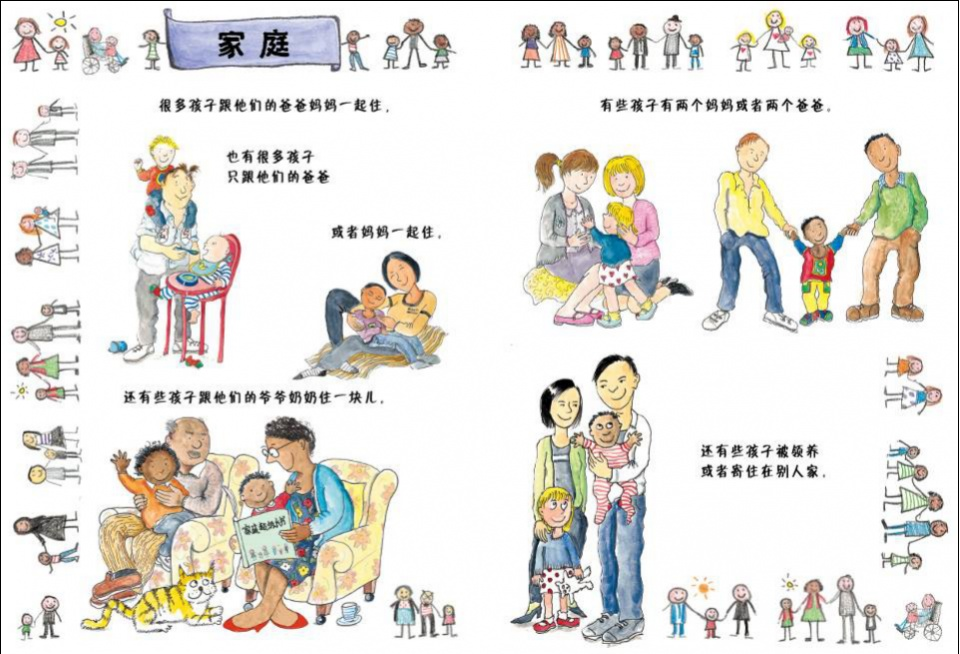 家庭
很多孩子跟他们的爸爸妈妈一起住，
也有很多孩子
只跟他们的爸爸
或者妈妈一起住，
还有些孩子跟他们的爷爷奶奶住一块儿，
有些孩子有两个妈妈或者两个爸爸。
还有些孩子被领养
或者寄住在别人家，